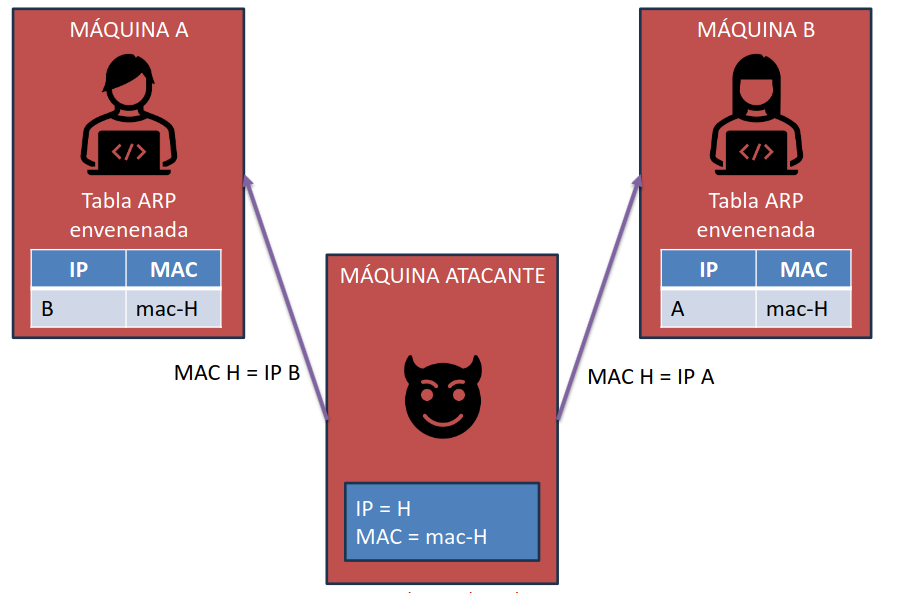 MÁQUINA A
</>
Tabla ARP
envenenada
IP MAC
B mac-H
MÁQUINA B
</>
Tabla ARP
envenenada
IP MAC
A mac-H
MÁQUINA ATACANTE
MAC H = IP B
MAC H = IP A
IP = H
MAC = mac-H